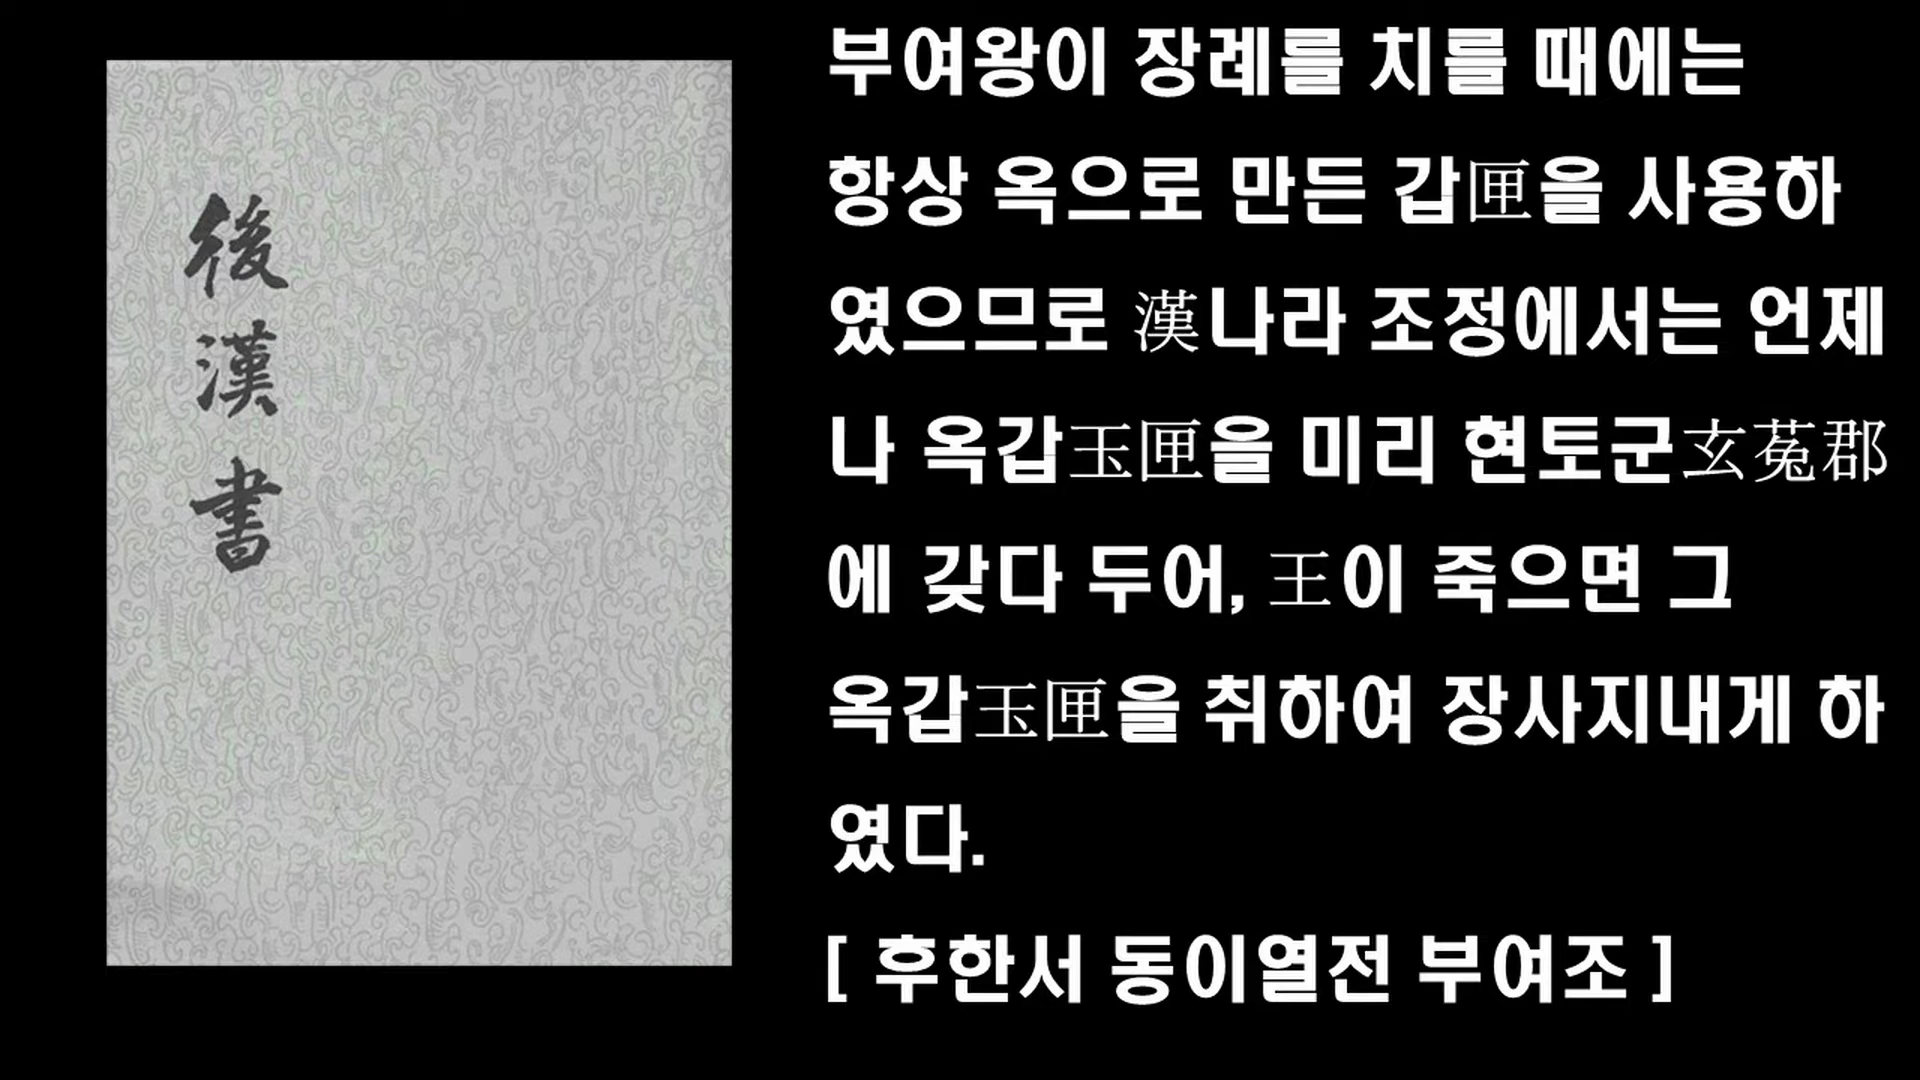 後漢書
부여왕이 장례를 치를 때에는
항상 옥으로 만든 갑匣을 사용하
였으므로 漢나라 조정에서는 언제
나 옥갑玉匣을 미리 현토군玄菟郡
에 갖다 두어, 王이 죽으면 그
옥갑玉匣을 취하여 장사지내게 하
였다.
[ 후한서 동이열전 부여조 ]